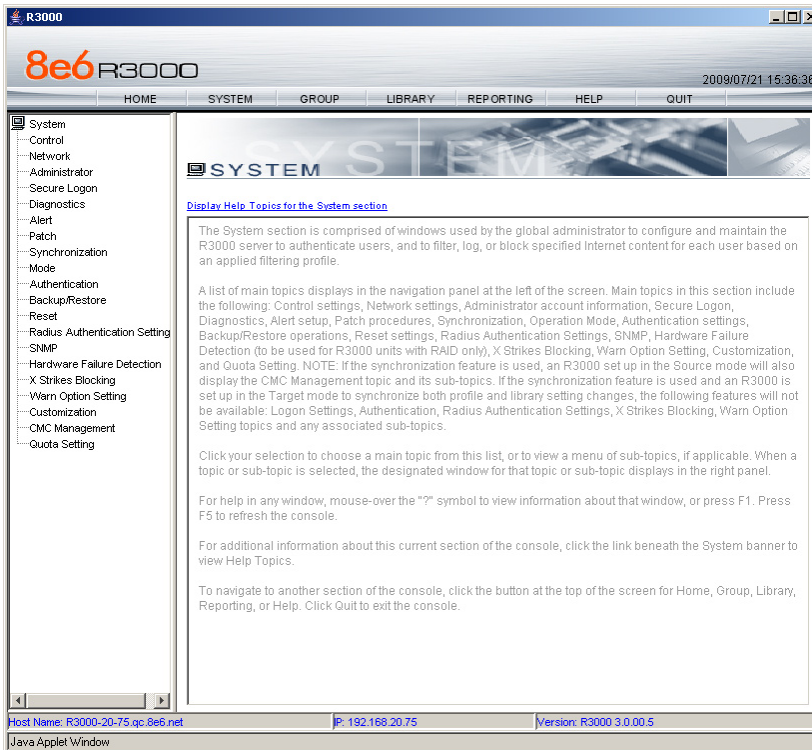 R3000
8e6 R3000
2009/07/21 15:36:36
HOME SYSTEM GROUP LIBRARY REPORTING HELP QUIT
System
Control
Network
Administrator
Secure Logon
Diagnostics
Alert
Patch
Synchronization
Mode
Authentication
Backup/Restore
Reset
Radius Authentication Setting
SNMP
Hardware Failure Detection
X Strikes Blocking
Warn Option Setting
Customization
CMC Management
Quota Setting
SYSTEM
SYSTEM
Display Help Topics for the System section
The System section is comprised of windows used by the global administrator to configure and maintain the
R3000 server to authenticate users, and to filter, log, or block specified Internet content for each user based on
an applied filtering profile.
A list of main topics displays in the navigation panel at the left of the screen. Main topics in this section include
the following: Control settings, Network settings, Administrator account information, Secure Logon,
Diagnostics, Alert setup, Patch procedures, Synchronization, Operation Mode, Authentication settings,
Backup/Restore operations, Reset settings, Radius Authentication Settings, SNMP, Hardware Failure
Detection (to be used for R3000 units with RAID only), X Strikes Blocking, Warn Option Setting, Customization,
and Quota Setting. NOTE: If the synchronization feature is used, an R3000 set up in the Source mode will also
display the CMC Management topic and its sub-topics. If the synchronization feature is used and an R3000 is
set up in the Target mode to synchronize both profile and library setting changes, the following features will not
be available: Logon Settings, Authentication, Radius Authentication Settings, X Strikes Blocking, Warn Option
Setting topics and any associated sub-topics.
Click your selection to choose a main topic from this list, or to view a menu of sub-topics, if applicable. When a
topic or sub-topic is selected, the designated window for that topic or sub-topic displays in the right panel.
For help in any window, mouse-over the "?" symbol to view information about that window, or press F1. Press
F5 to refresh the console.
For additional information about this current section of the console, click the link beneath the System banner to
view Help Topics.
To navigate to another section of the console, click the button at the top of the screen for Home, Group, Library,
Reporting, or Help. Click Quit to exit the console.
Host Name: R3000-20-75.qc.8e6.net IP: 192.168.20.75 Version: R3000 3.0.00.5
Java Applet Window